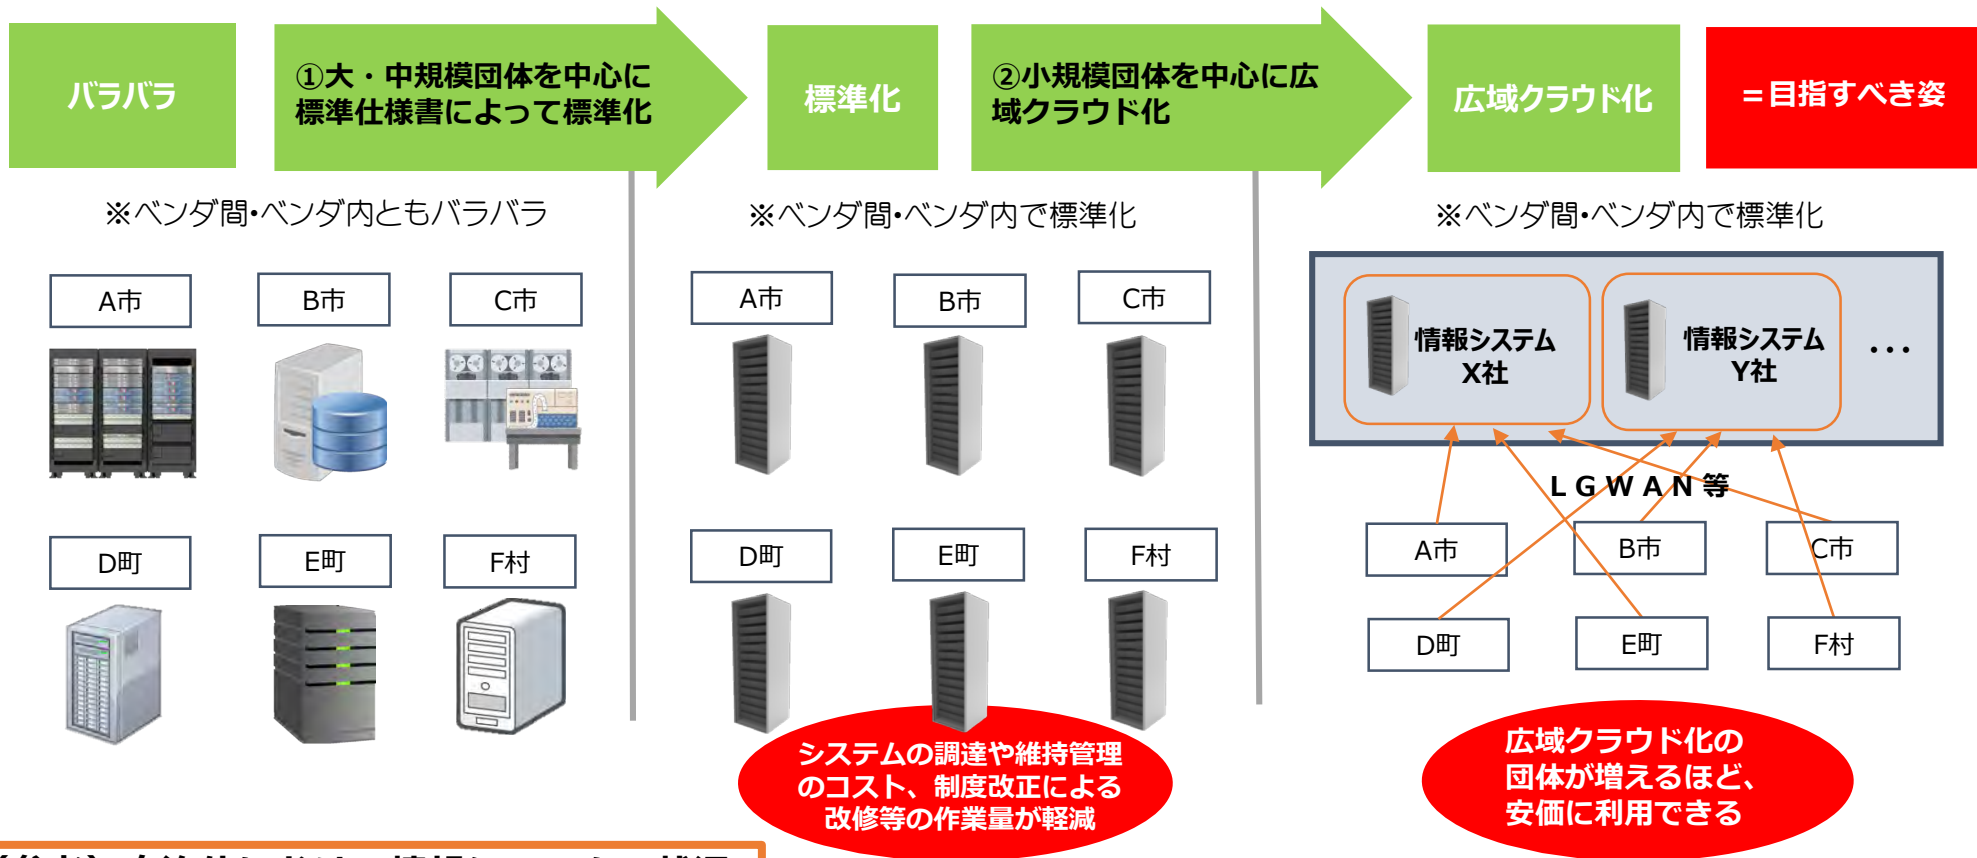 バラバラ
①大・中規模団体を中心に
標準仕様書によって標準化
標準化
②小規模団体を中心に広
域クラウド化
広域クラウド化
＝目指すべき姿
※ベンダ間・ベンダ内ともバラバラ
A市
B市
C市
D町
E町
F村
※ベンダ間・ベンダ内で標準化
A市
B市
C市
D町
E町
F村
システムの調達や維持管理
のコスト、制度改正による
改修等の作業量が軽減
※ベンダ間・ベンダ内で標準化
情報システム
X社
情報システム
Y社
・・・
ＬＧＷＡＮ等
A市
B市
C市
D町
E町
F村
広域クラウド化の
団体が増えるほど、
安価に利用できる